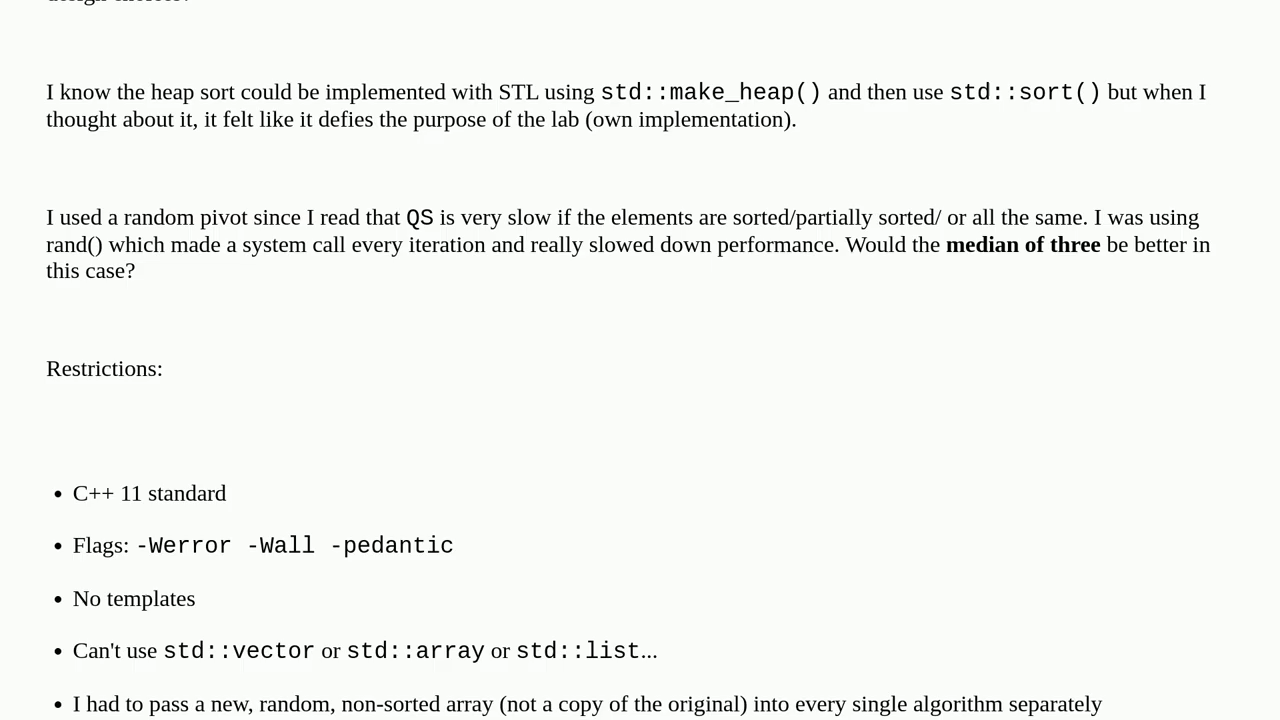 I know the heap sort could be implemented with STL using std::make_heap() and then use std::sort() but when I
thought about it, it felt like it defies the purpose of the lab (own implementation).
I used a random pivot since I read that QS is very slow if the elements are sorted/partially sorted/ or all the same. I was using
rand() which made a system call every iteration and really slowed down performance. Would the median of three be better in
this case?
Restrictions:
• C++ 11 standard
• Flags: -Werror -Wall -pedantic
• No templates
• Can't use std::vector or std::array or std::list...
• I had to pass a new, random, non-sorted array (not a copy of the original) into every single algorithm separately